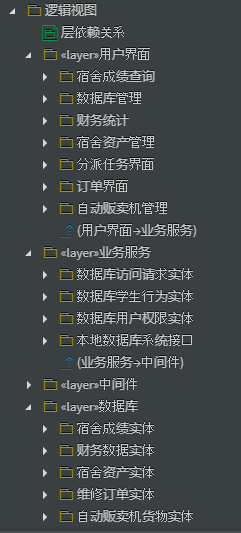 逻辑视图
层依赖关系
«layer»用户界面
宿舍成绩查询
数据库管理
财务统计
宿舍资产管理
分派任务界面
订单界面
自动贩卖机管理
(用户界面→业务服务)
«layer»业务服务
数据库访问请求实体
数据库学生行为实体
数据库用户权限实体
本地数据库系统接口
(业务服务→中间件)
«layer»中间件
«layer»数据库
宿舍成绩实体
财务数据实体
宿舍资产实体
维修订单实体
自动贩卖机货物实体